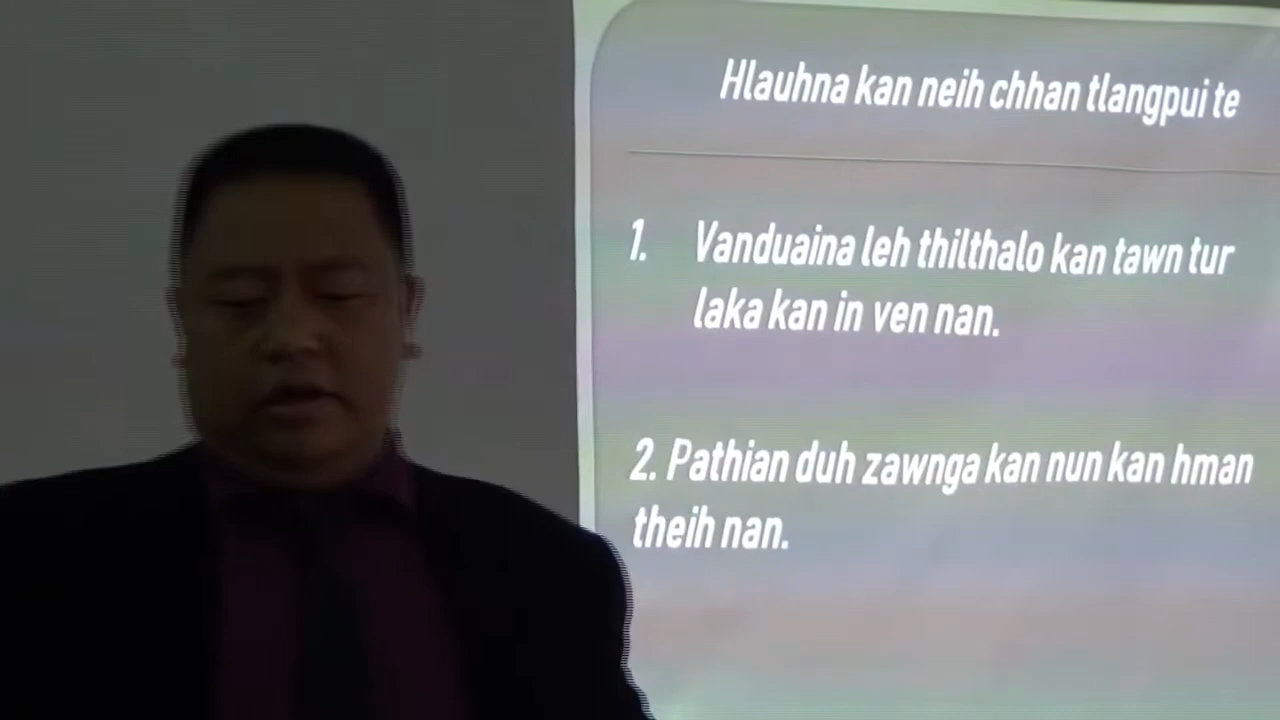 Hlauhna kan neih chhan tlangpui te
1. Vanduaina leh thilthalo kan tawn tur
laka kan in ven nan.
2. Pathian duh zawnga kan nun kan hman
theih nan.